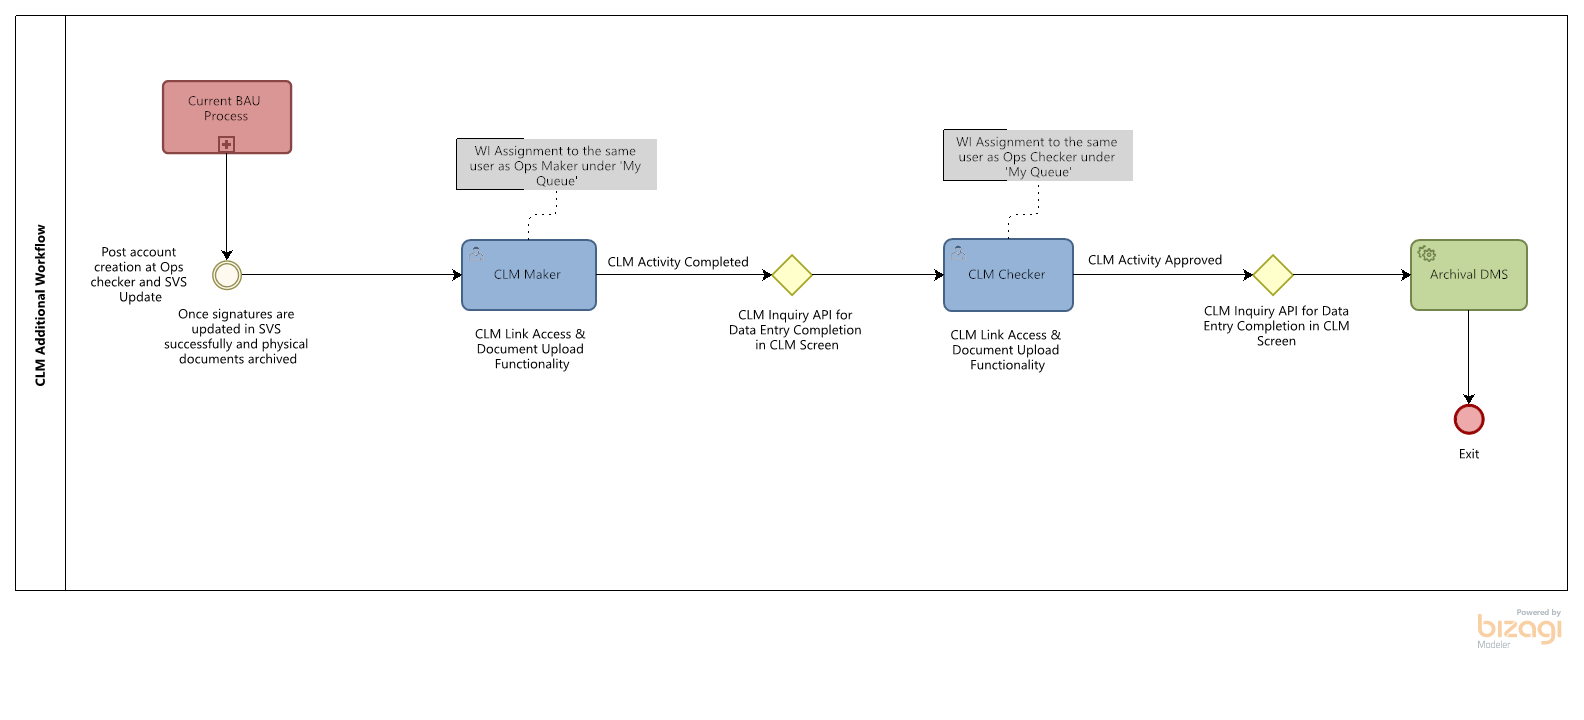 CLM Additional Workflow
Current BAU
Process
Post account
creation at Ops
checker and SVS
Update
Once signatures are
updated in SVS
successfully and physical
documents archived
WI Assignment to the same
user as Ops Maker under 'My
Queue'
CLM Maker
CLM Link Access &
Document Upload
Functionality
CLM Activity Completed
CLM Inquiry API for
Data Entry Completion
in CLM Screen
WI Assignment to the same
user as Ops Checker under
'My Queue'
CLM Checker
CLM Link Access &
Document Upload
Functionality
CLM Activity Approved
CLM Inquiry API for Data
Entry Completion in CLM
Screen
Archival DMS
Exit
Powered by
bizagi
Modeler